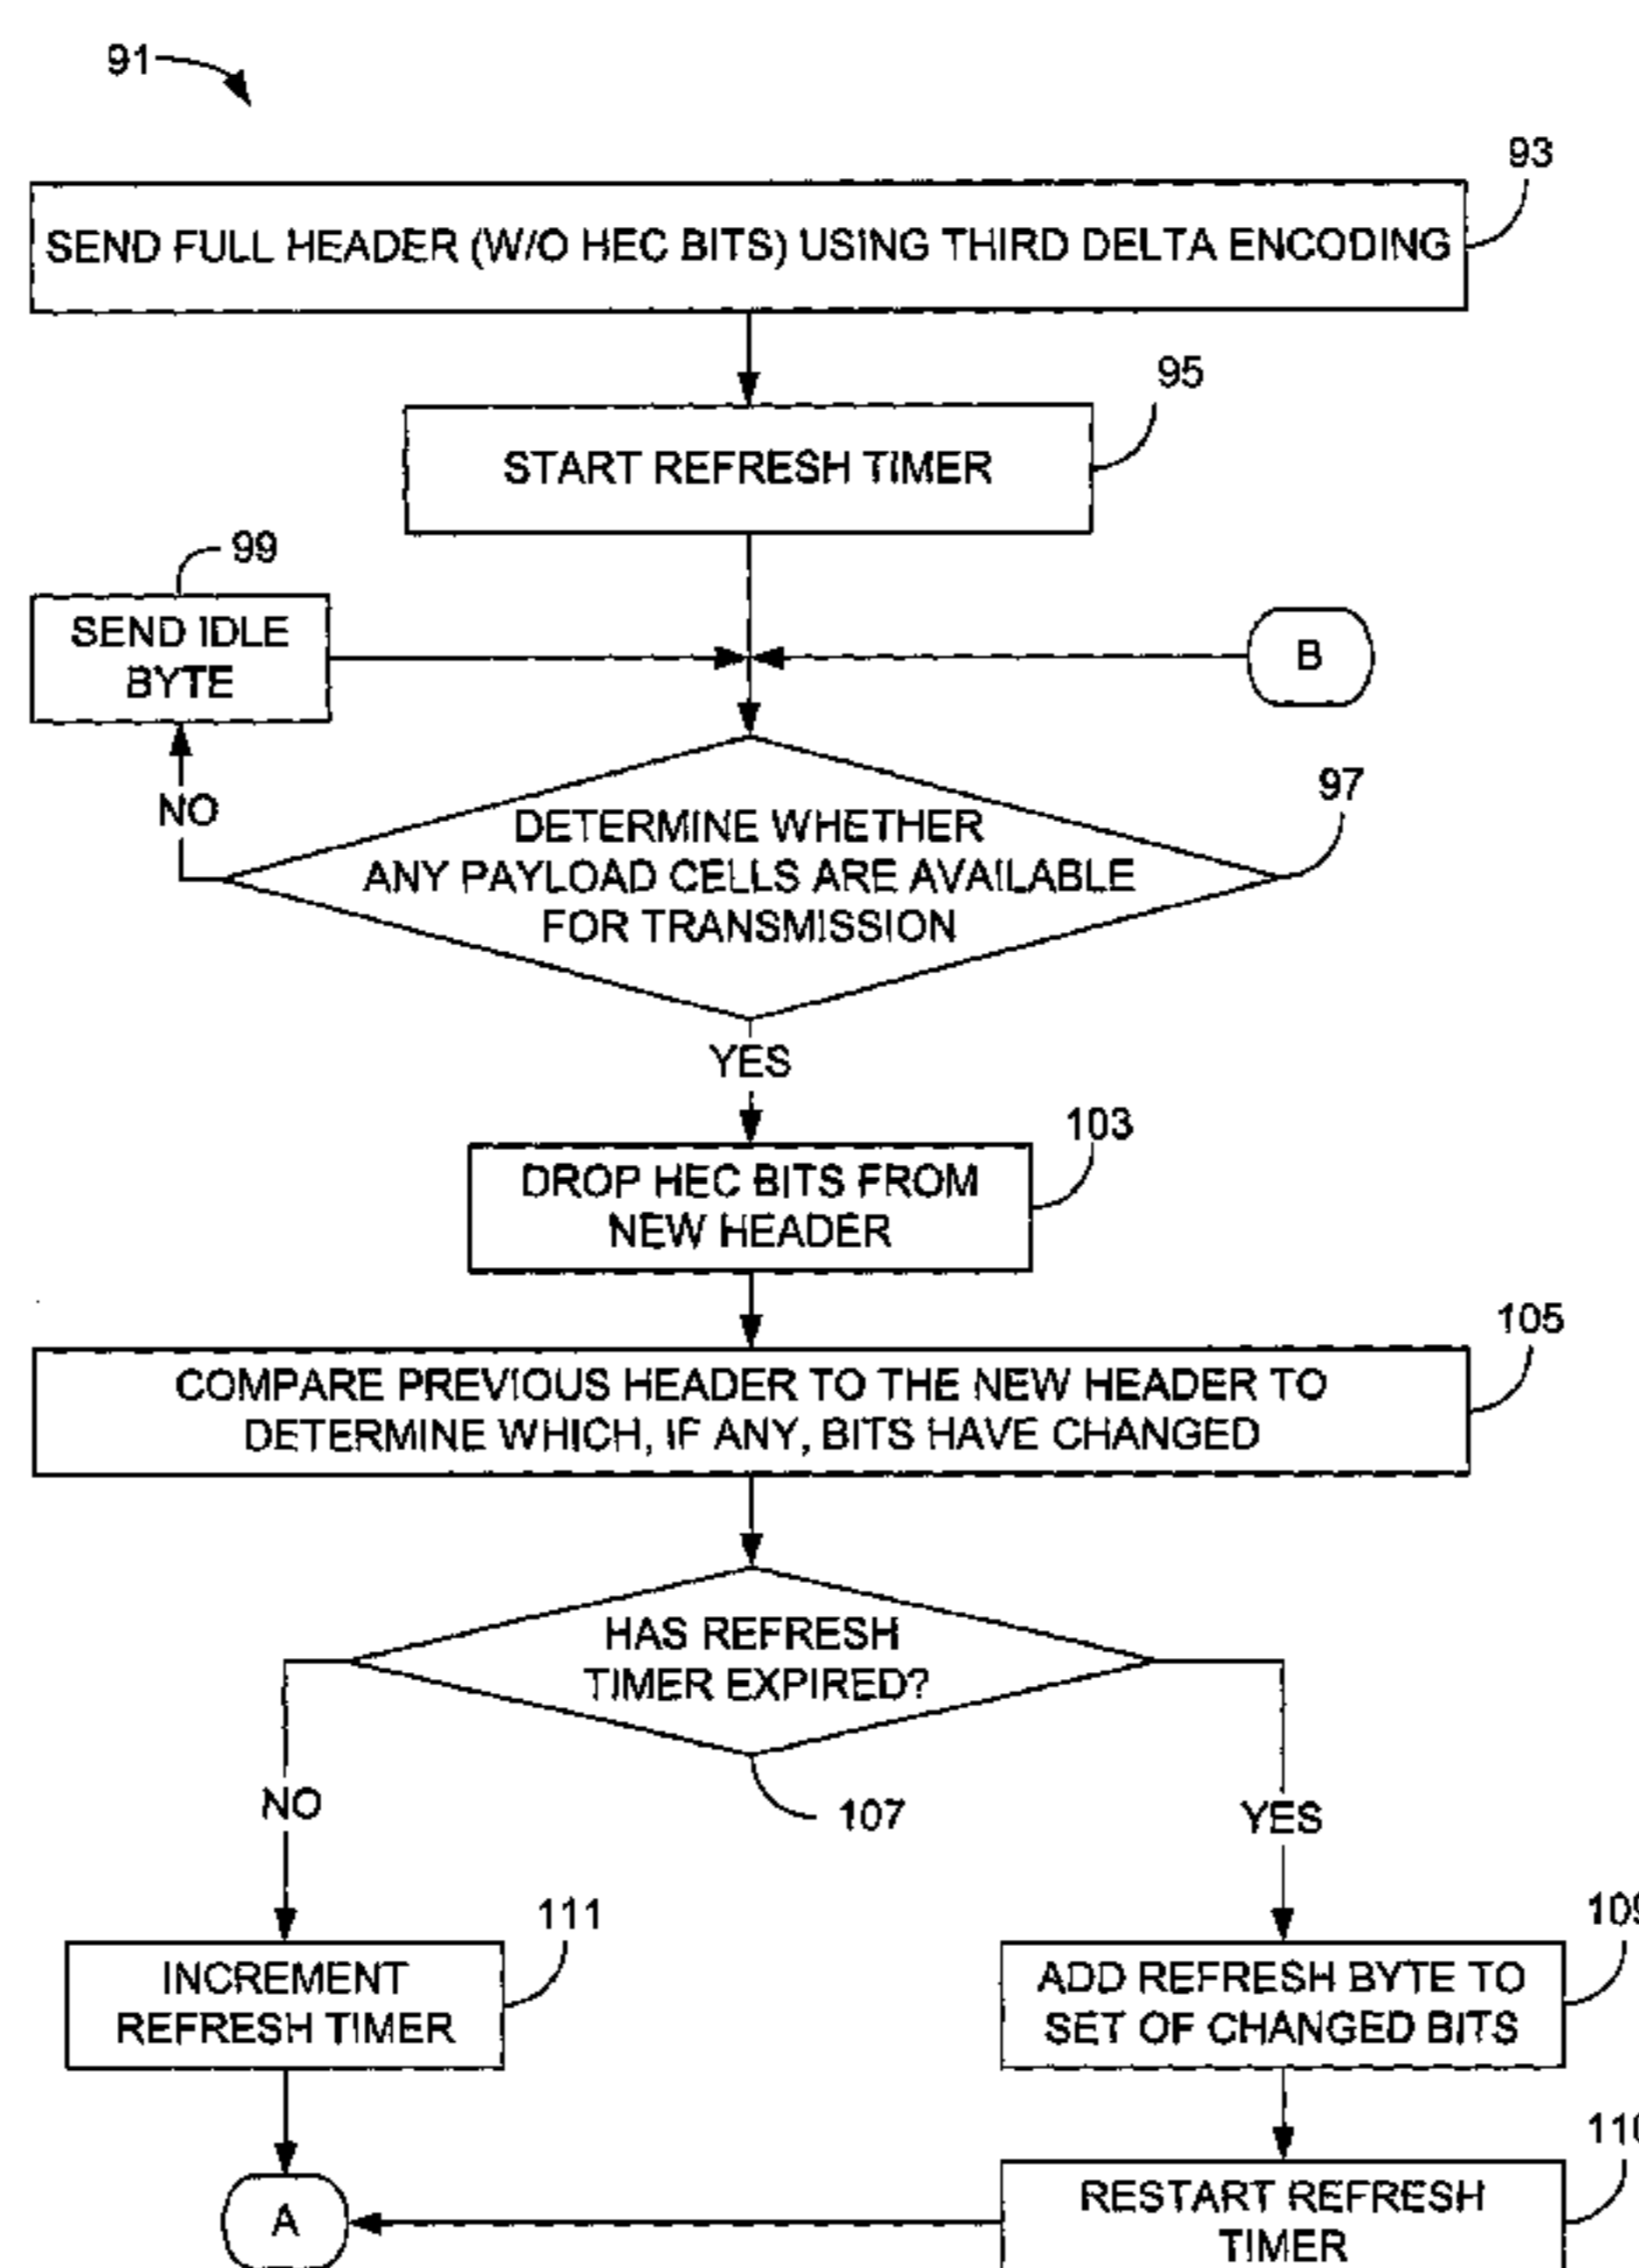 91
93
SEND FULL HEADER (W/O HEC BITS) USING THIRD DELTA ENCODING
95
START REFRESH TIMER
99
SEND IDLE
BYTE
B
NO
97
DETERMINE WHETHER
ANY PAYLOAD CELLS ARE AVAILABLE
FOR TRANSMISSION
YES
103
DROP HEC BITS FROM
NEW HEADER
105
COMPARE PREVIOUS HEADER TO THE NEW HEADER TO
DETERMINE WHICH, IF ANY, BITS HAVE CHANGED
HAS REFRESH
TIMER EXPIRED?
107
NO
YES
111
INCREMENT
REFRESH TIMER
109
ADD REFRESH BYTE TO
SET OF CHANGED BITS
110
RESTART REFRESH
TIMER
A